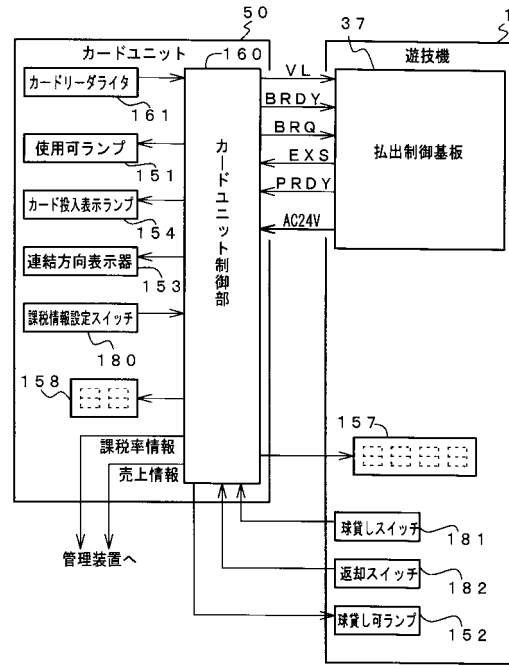 50
1
カードユニット
160
37
遊技機
カードリーダライタ
161
VL
BRDY
BRQ
EXS
PRDY
AC24V
払出制御基板
使用可ランプ
151
カード投入表示ランプ
154
カードユニット制御部
連結方向表示器
153
課税情報設定スイッチ
180
158
課税率情報
157
売上情報
管理装置へ
球貸しスイッチ
181
返却スイッチ
182
球貸し可ランプ
152